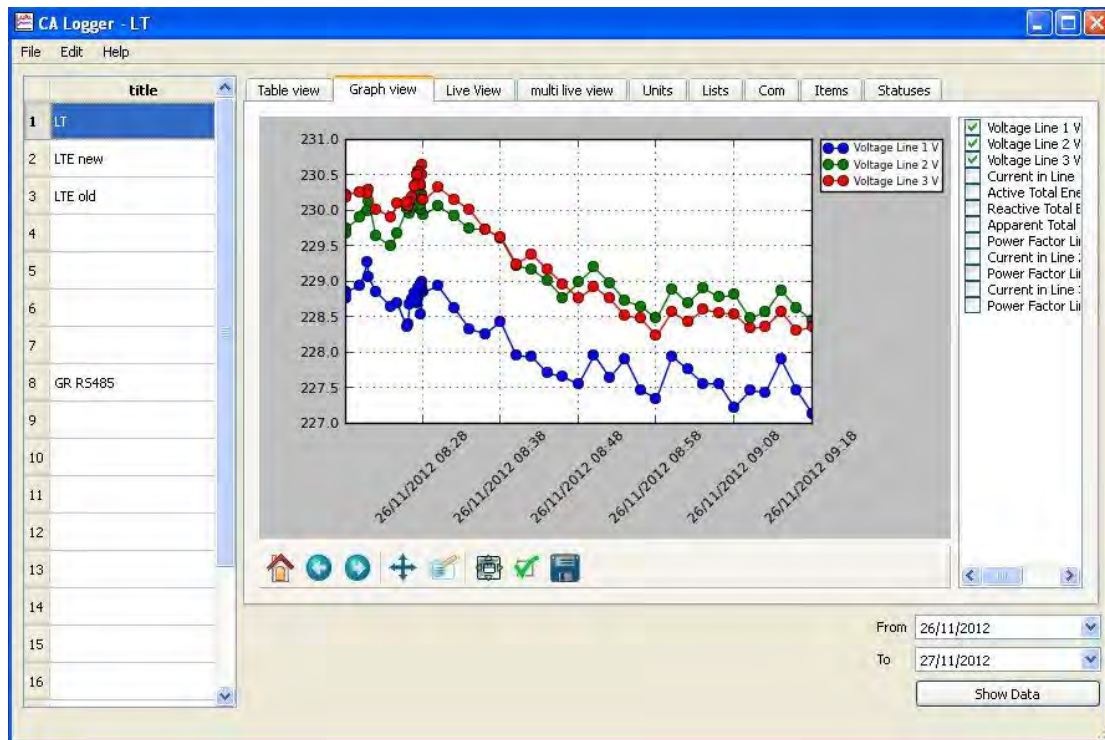 CA Logger - LT
File Edit Help
title
1 LT
2 LTE new
3 LTE old
4
5
6
7
8 GR RS485
9
10
11
12
13
14
15
16
Table view Graph view Live View multi live view Units Lists Com Items Statuses
231.0
230.5
230.0
229.5
229.0
228.5
228.0
227.5
227.0
26/11/2012 08:28
26/11/2012 08:38
26/11/2012 08:48
26/11/2012 08:58
26/11/2012 09:08
26/11/2012 09:18
Voltage Line 1 V
Voltage Line 2 V
Voltage Line 3 V
Voltage Line 1 V
Voltage Line 2 V
Voltage Line 3 V
Current in Line
Active Total Ene
Reactive Total E
Apparent Total
Power Factor Li
Current in Line :
Power Factor Li
Current in Line :
Power Factor Li
From 26/11/2012
To 27/11/2012
Show Data